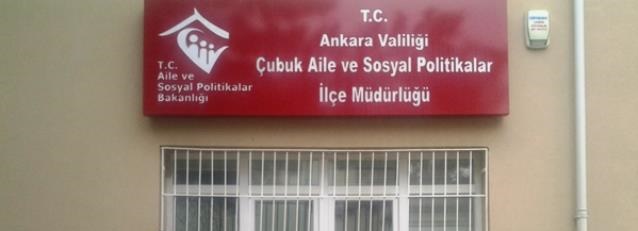 T.C.
Aile ve
Sosyal Politikalar
Bakanlığı
T.C.
Ankara Valiliği
Çubuk Aile ve Sosyal Politikalar
İlçe Müdürlüğü